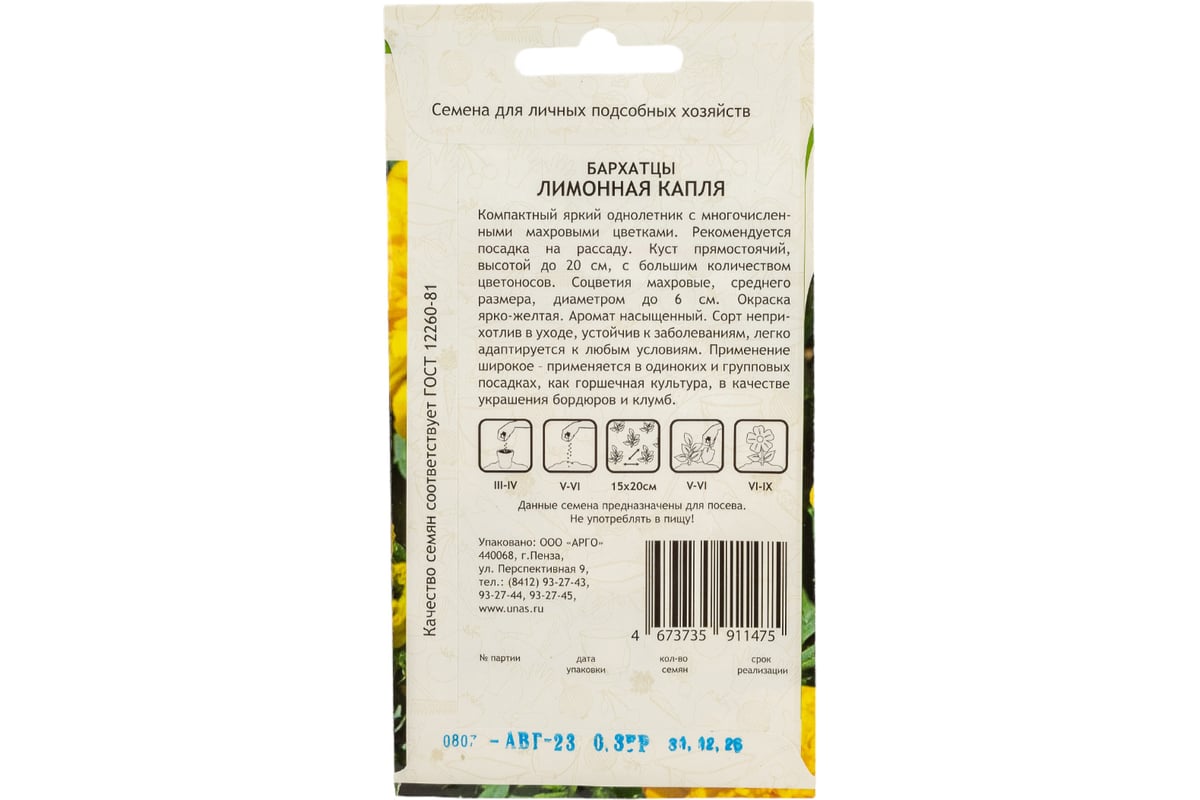 Семена для личных подсобных хозяйств
БАРХАТЦЫ
ЛИМОННАЯ КАПЛЯ
Компактный яркий однолетник с многочислен-
ными махровыми цветками. Рекомендуется
посадка на рассаду. Куст прямостоячий,
высотой до 20 см, с большим количеством
цветоносов. Соцветия махровые, среднего
размера, диаметром до 6 см. Окраска
ярко-желтая. Аромат насыщенный. Сорт непри-
хотлив в уходе, устойчив к заболеваниям, легко
адаптируется к любым условиям. Применение
широкое - применяется в одиноких и групповых
посадках, как горшечная культура, в качестве
украшения бордюров и клумб.
III-IV V-VI 15х20см V-VI VI-IX
Данные семена предназначены для посева.
Не употреблять в пищу!
Качество семян соответствует ГОСТ 12260-81
Упаковано: ООО «АРГО»
440068, г.Пенза,
ул. Перспективная 9,
тел.: (8412) 93-27-43,
93-27-44, 93-27-45,
www.unas.ru
4 673735 911475
№ партии дата кол-во срок
упаковки семян реализации
0807 - АВГ-23 31.12.26